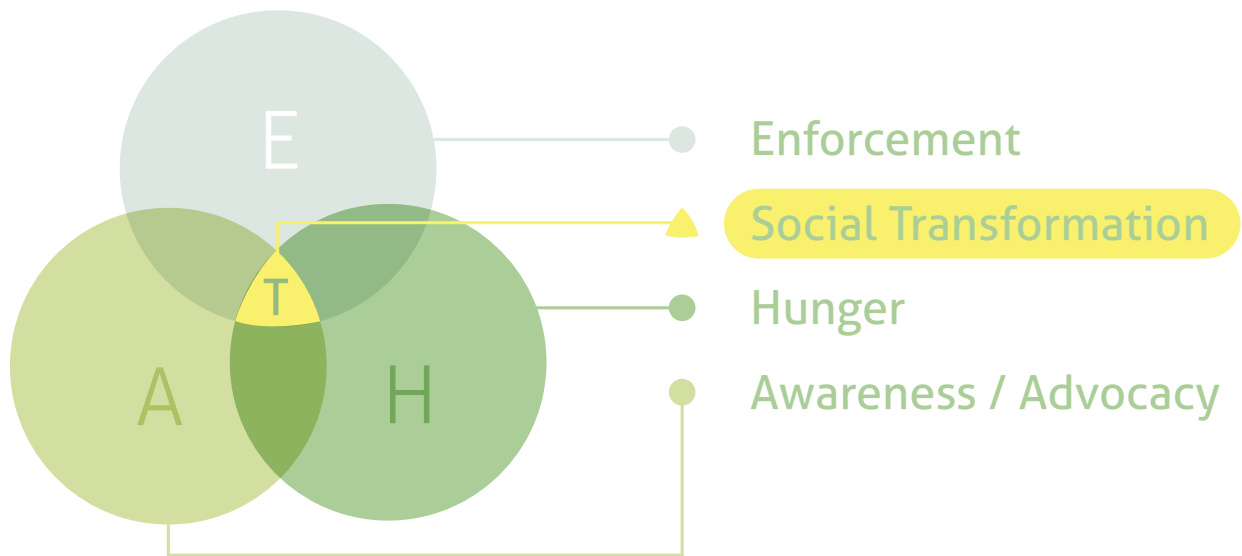 E
T
A
H
Enforcement
Social Transformation
Hunger
Awareness / Advocacy